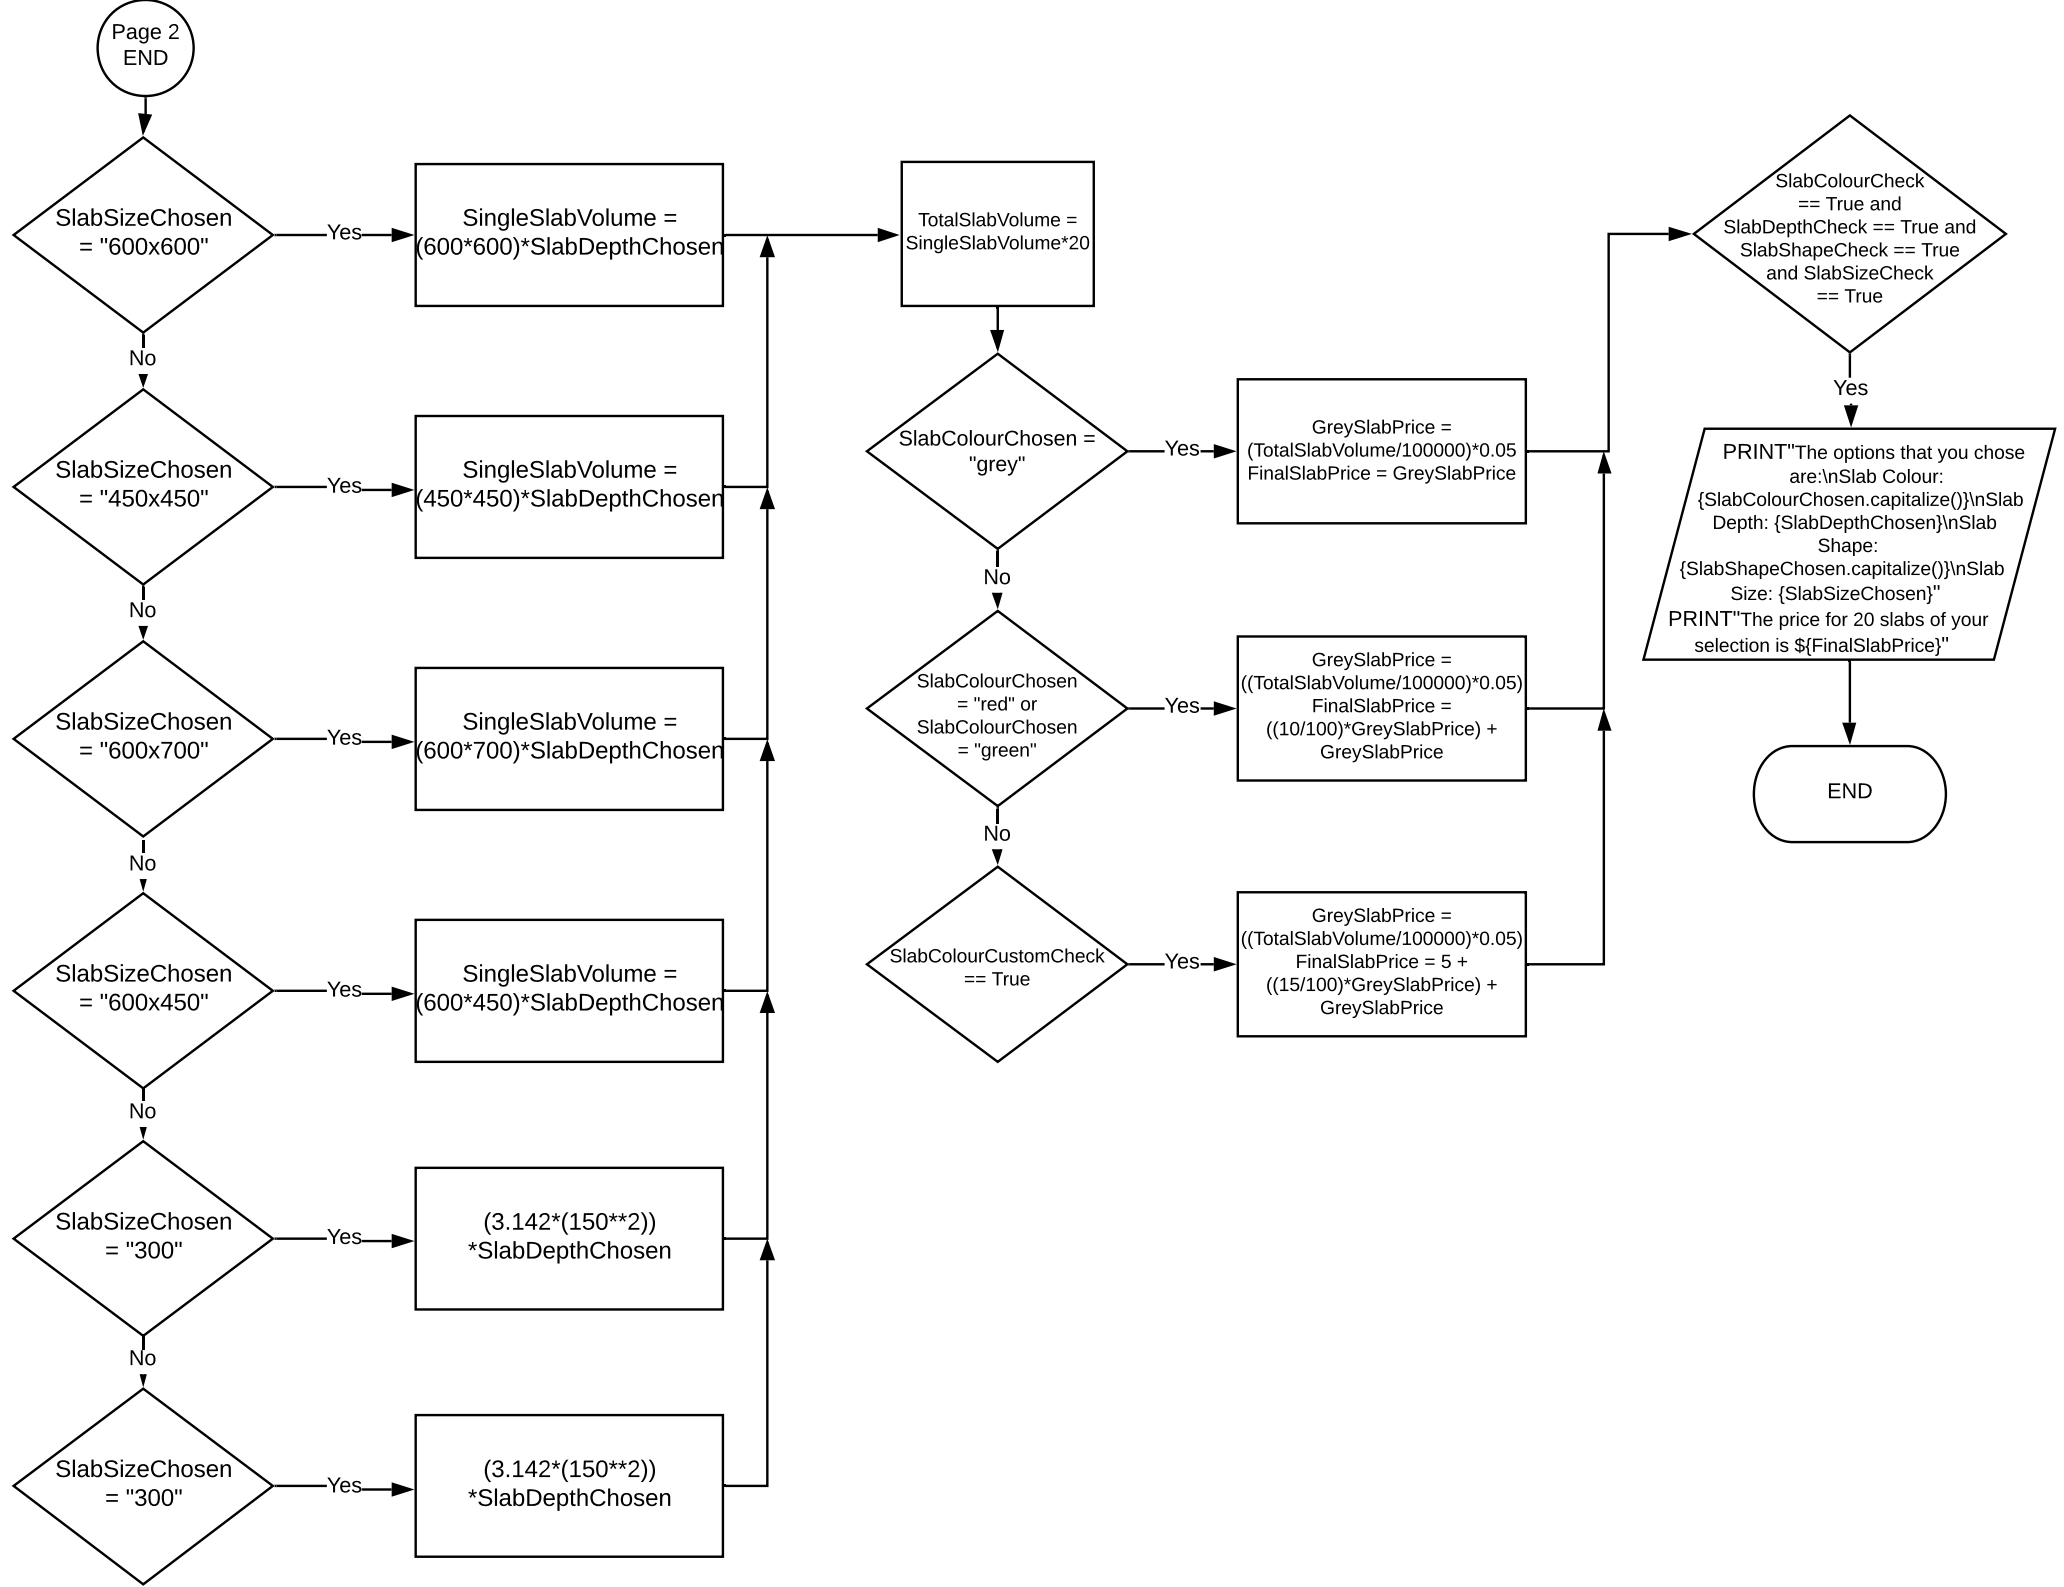 Page 2
END
SlabSizeChosen
= "600x600"
Yes
SingleSlabVolume =
(600*600)*SlabDepthChosen
No
SlabSizeChosen
= "450x450"
Yes
SingleSlabVolume =
(450*450)*SlabDepthChosen
No
SlabSizeChosen
= "600x700"
Yes
SingleSlabVolume =
(600*700)*SlabDepthChosen
No
SlabSizeChosen
= "600x450"
Yes
SingleSlabVolume =
(600*450)*SlabDepthChosen
No
SlabSizeChosen
= "300"
Yes
(3.142*(150**2))
*SlabDepthChosen
No
SlabSizeChosen
= "300"
Yes
(3.142*(150**2))
*SlabDepthChosen
TotalSlabVolume =
SingleSlabVolume*20
SlabColourChosen =
"grey"
Yes
GreySlabPrice =
(TotalSlabVolume/100000)*0.05
FinalSlabPrice = GreySlabPrice
No
SlabColourChosen
= "red" or
SlabColourChosen
= "green"
Yes
GreySlabPrice =
((TotalSlabVolume/100000)*0.05)
FinalSlabPrice =
((10/100)*GreySlabPrice) +
GreySlabPrice
No
SlabColourCustomCheck
== True
Yes
GreySlabPrice =
((TotalSlabVolume/100000)*0.05)
FinalSlabPrice = 5 +
((15/100)*GreySlabPrice) +
GreySlabPrice
SlabColourCheck
== True and
SlabDepthCheck == True and
SlabShapeCheck == True
and SlabSizeCheck
== True
Yes
PRINT"The options that you chose
are:\nSlab Colour:
{SlabColourChosen.capitalize()}\nSlab
Depth: {SlabDepthChosen}\nSlab
Shape:
{SlabShapeChosen.capitalize()}\nSlab
Size: {SlabSizeChosen}"
PRINT"The price for 20 slabs of your
selection is ${FinalSlabPrice}"
END